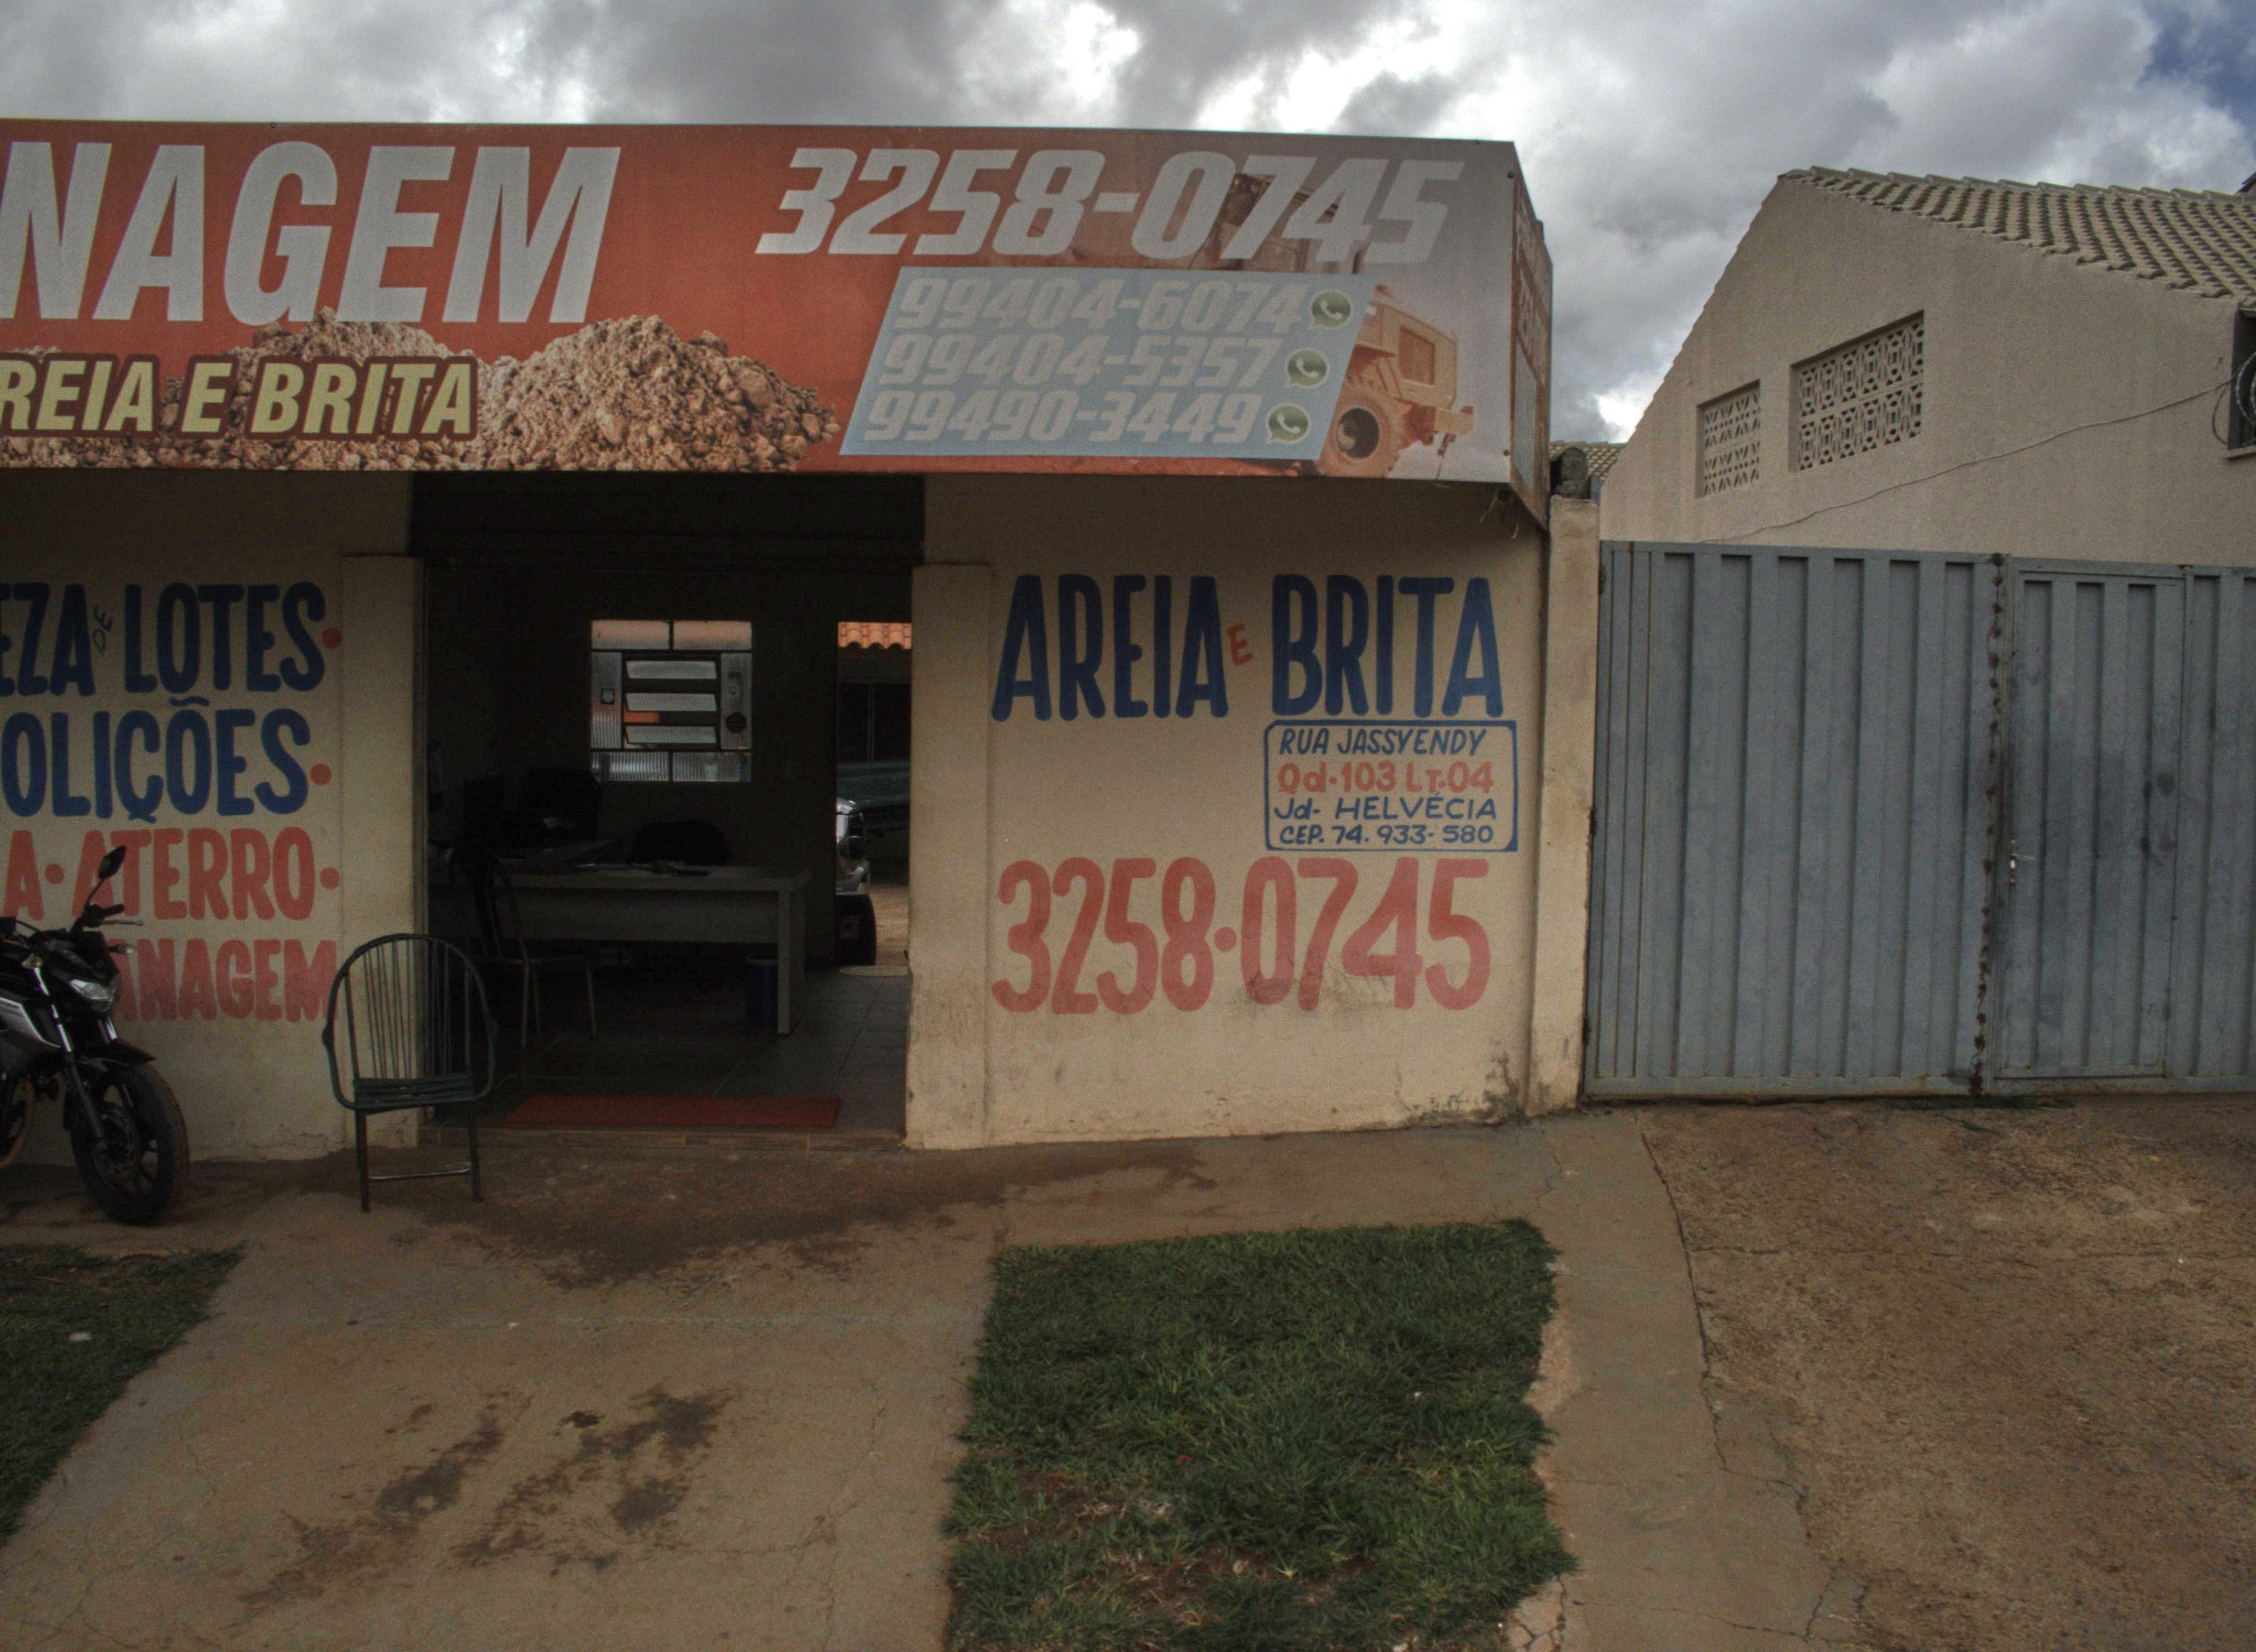 NAGEM
3258-0745
99404-6074
99404-5357
99490-3449
REIA E BRITA
EZA DE LOTES·
OLIÇÕES·
A·ATERRO·
ANAGEM
AREIA E BRITA
RUA JASSYENDY
Qd·103 LT·04
Jd- HELVÉCIA
CEP. 74. 933- 580
3258·0745